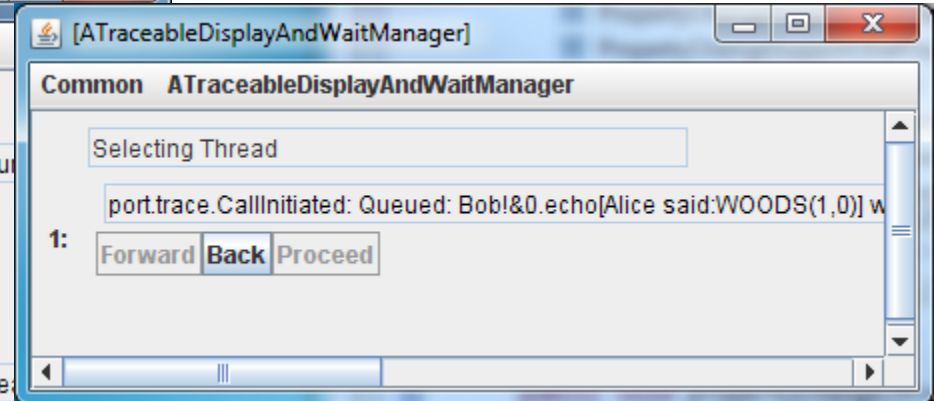 [ATraceableDisplayAndWaitManager]
Common ATraceableDisplayAndWaitManager
Selecting Thread
port.trace.CallInitiated: Queued: Bob!&0.echo[Alice said:WOODS(1,0)] w
1:
Forward Back Proceed